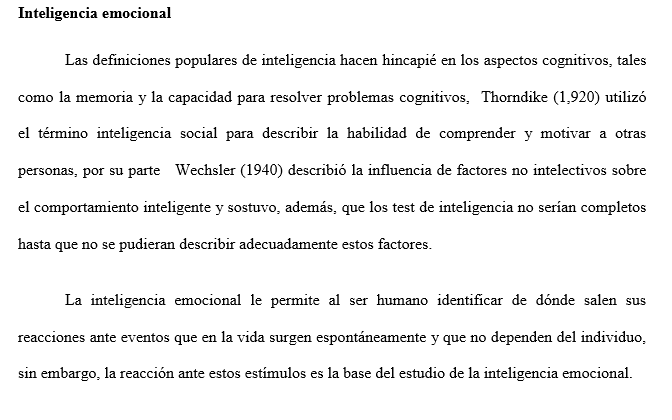 Inteligencia emocional
Las definiciones populares de inteligencia hacen hincapié en los aspectos cognitivos, tales
como la memoria y la capacidad para resolver problemas cognitivos,  Thorndike (1,920) utilizó
el término inteligencia social para describir la habilidad de comprender y motivar a otras
personas, por su parte  Wechsler (1940) describió la influencia de factores no intelectivos sobre
el comportamiento inteligente y sostuvo, además, que los test de inteligencia no serían completos
hasta que no se pudieran describir adecuadamente estos factores.
La inteligencia emocional le permite al ser humano identificar de dónde salen sus
reacciones ante eventos que en la vida surgen espontáneamente y que no dependen del individuo,
sin embargo, la reacción ante estos estímulos es la base del estudio de la inteligencia emocional.